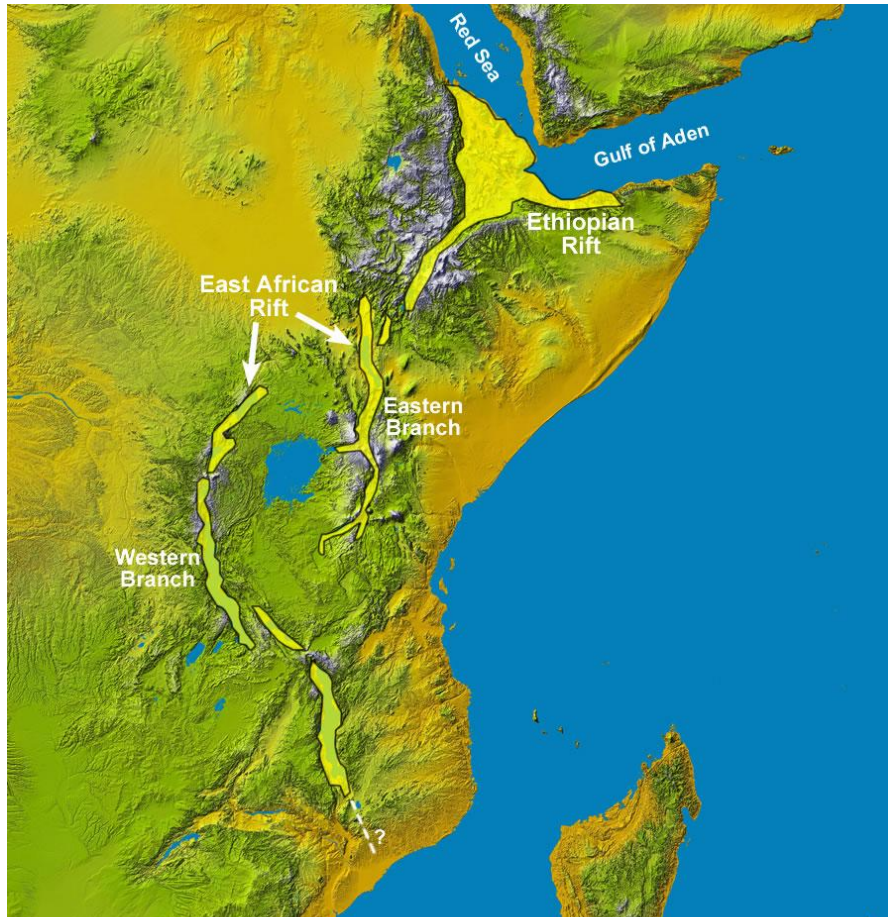 Red Sea
Gulf of Aden
Ethiopian
Rift
East African
Rift
Eastern
Branch
Western
Branch
?